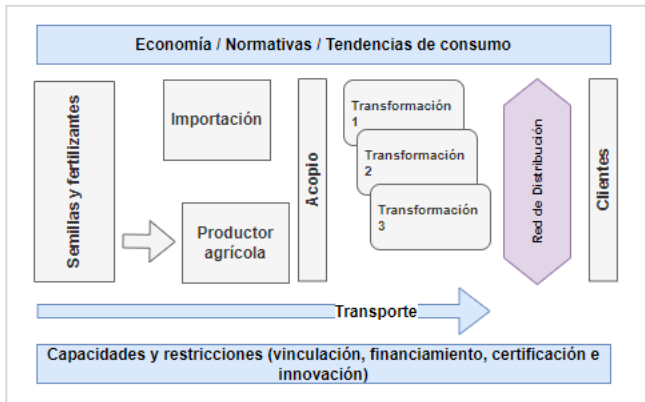 Economía / Normativas / Tendencias de consumo
Semillas y fertilizantes
Importación
Productor
agrícola
Acopio
Transformación
1
Transformación
2
Transformación
3
Red de Distribución
Clientes
Transporte
Capacidades y restricciones (vinculación, financiamiento, certificación e
innovación)